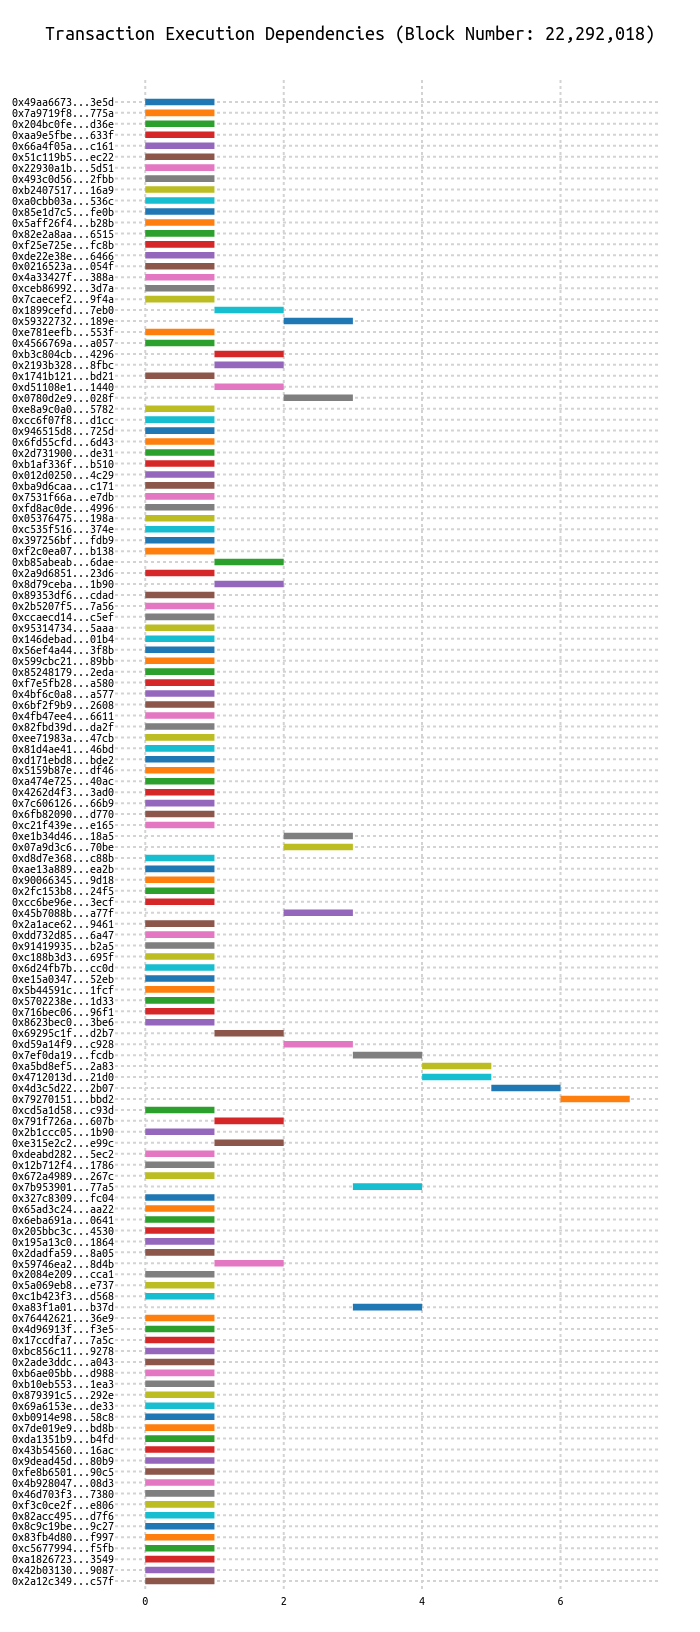 Transaction Execution Dependencies (Block Number: 22,292,018)
0x49aa6673...3e5d
0x7a9719f8...775a
0x204bc0fe...d36e
0xaa9e5fbe...633f
0x66a4f05a...c161
0x51c119b5...ec22
0x22930a1b...5d51
0x493c0d56...2fbb
0xb2407517...16a9
0xa0cbb03a...536c
0x85e1d7c5...fe0b
0x5aff26f4...b28b
0x82e2a8aa...6515
0xf25e725e...fc8b
0xde22e38e...6466
0x0216523a...054f
0x4a33427f...388a
0xceb86992...3d7a
0x7caecef2...9f4a
0x1899cefd...7eb0
0x59322732...189e
0xe781eefb...553f
0x4566769a...a057
0xb3c804cb...4296
0x2193b328...8fbc
0x1741b121...bd21
0xd51108e1...1440
0x0780d2e9...028f
0xe8a9c0a0...5782
0xcc6f07f8...d1cc
0x946515d8...725d
0x6fd55cfd...6d43
0x2d731900...de31
0xb1af336f...b510
0x012d0250...4c29
0xba9d6caa...c171
0x7531f66a...e7db
0xfd8ac0de...4996
0x05376475...198a
0xc535f516...374e
0x397256bf...fdb9
0xf2c0ea07...b138
0xb85abeab...6dae
0x2a9d6851...23d6
0x8d79ceba...1b90
0x89353df6...cdad
0x2b5207f5...7a56
0xccaecd14...c5ef
0x95314734...5aaa
0x146debad...01b4
0x56ef4a44...3f8b
0x599cbc21...89bb
0x85248179...2eda
0xf7e5fb28...a580
0x4bf6c0a8...a577
0x6bf2f9b9...2608
0x4fb47ee4...6611
0x82fbd39d...da2f
0xee71983a...47cb
0x81d4ae41...46bd
0xd171ebd8...bde2
0x5159b87e...df46
0xa474e725...40ac
0x4262d4f3...3ad0
0x7c606126...66b9
0x6fb82090...d770
0xc21f439e...e165
0xe1b34d46...18a5
0x07a9d3c6...70be
0xd8d7e368...c88b
0xae13a889...ea2b
0x90066345...9d18
0x2fc153b8...24f5
0xcc6be96e...3ecf
0x45b7088b...a77f
0x2a1ace62...9461
0xdd732d85...6a47
0x91419935...b2a5
0xc188b3d3...695f
0x6d24fb7b...cc0d
0xe15a0347...52eb
0x5b44591c...1fcf
0x5702238e...1d33
0x716bec06...96f1
0x8623bec0...3be6
0x69295c1f...d2b7
0xd59a14f9...c928
0x7ef0da19...fcdb
0xa5bd8ef5...2a83
0x4712013d...21d0
0x4d3c5d22...2b07
0x79270151...bbd2
0xcd5a1d58...c93d
0x791f726a...607b
0x2b1ccc05...1b90
0xe315e2c2...e99c
0xdeabd282...5ec2
0x12b712f4...1786
0x672a4989...267c
0x7b953901...77a5
0x327c8309...fc04
0x65ad3c24...aa22
0x6eba691a...0641
0x205bbc3c...4530
0x195a13c0...1864
0x2dadfa59...8a05
0x59746ea2...8d4b
0x2084e209...cca1
0x5a069eb8...e737
0xc1b423f3...d568
0xa83f1a01...b37d
0x76442621...36e9
0x4d96913f...f3e5
0x17ccdfa7...7a5c
0xbc856c11...9278
0x2ade3ddc...a043
0xb6ae05bb...d988
0xb10eb553...1ea3
0x879391c5...292e
0x69a6153e...de33
0xb0914e98...58c8
0x7de019e9...bd8b
0xda1351b9...b4fd
0x43b54560...16ac
0x9dead45d...80b9
0xfe8b6501...90c5
0x4b928047...08d3
0x46d703f3...7380
0xf3c0ce2f...e806
0x82acc495...d7f6
0x8c9c19be...9c27
0x83fb4d80...f997
0xc5677994...f5fb
0xa1826723...3549
0x42b03130...9087
0x2a12c349...c57f
0 2 4 6